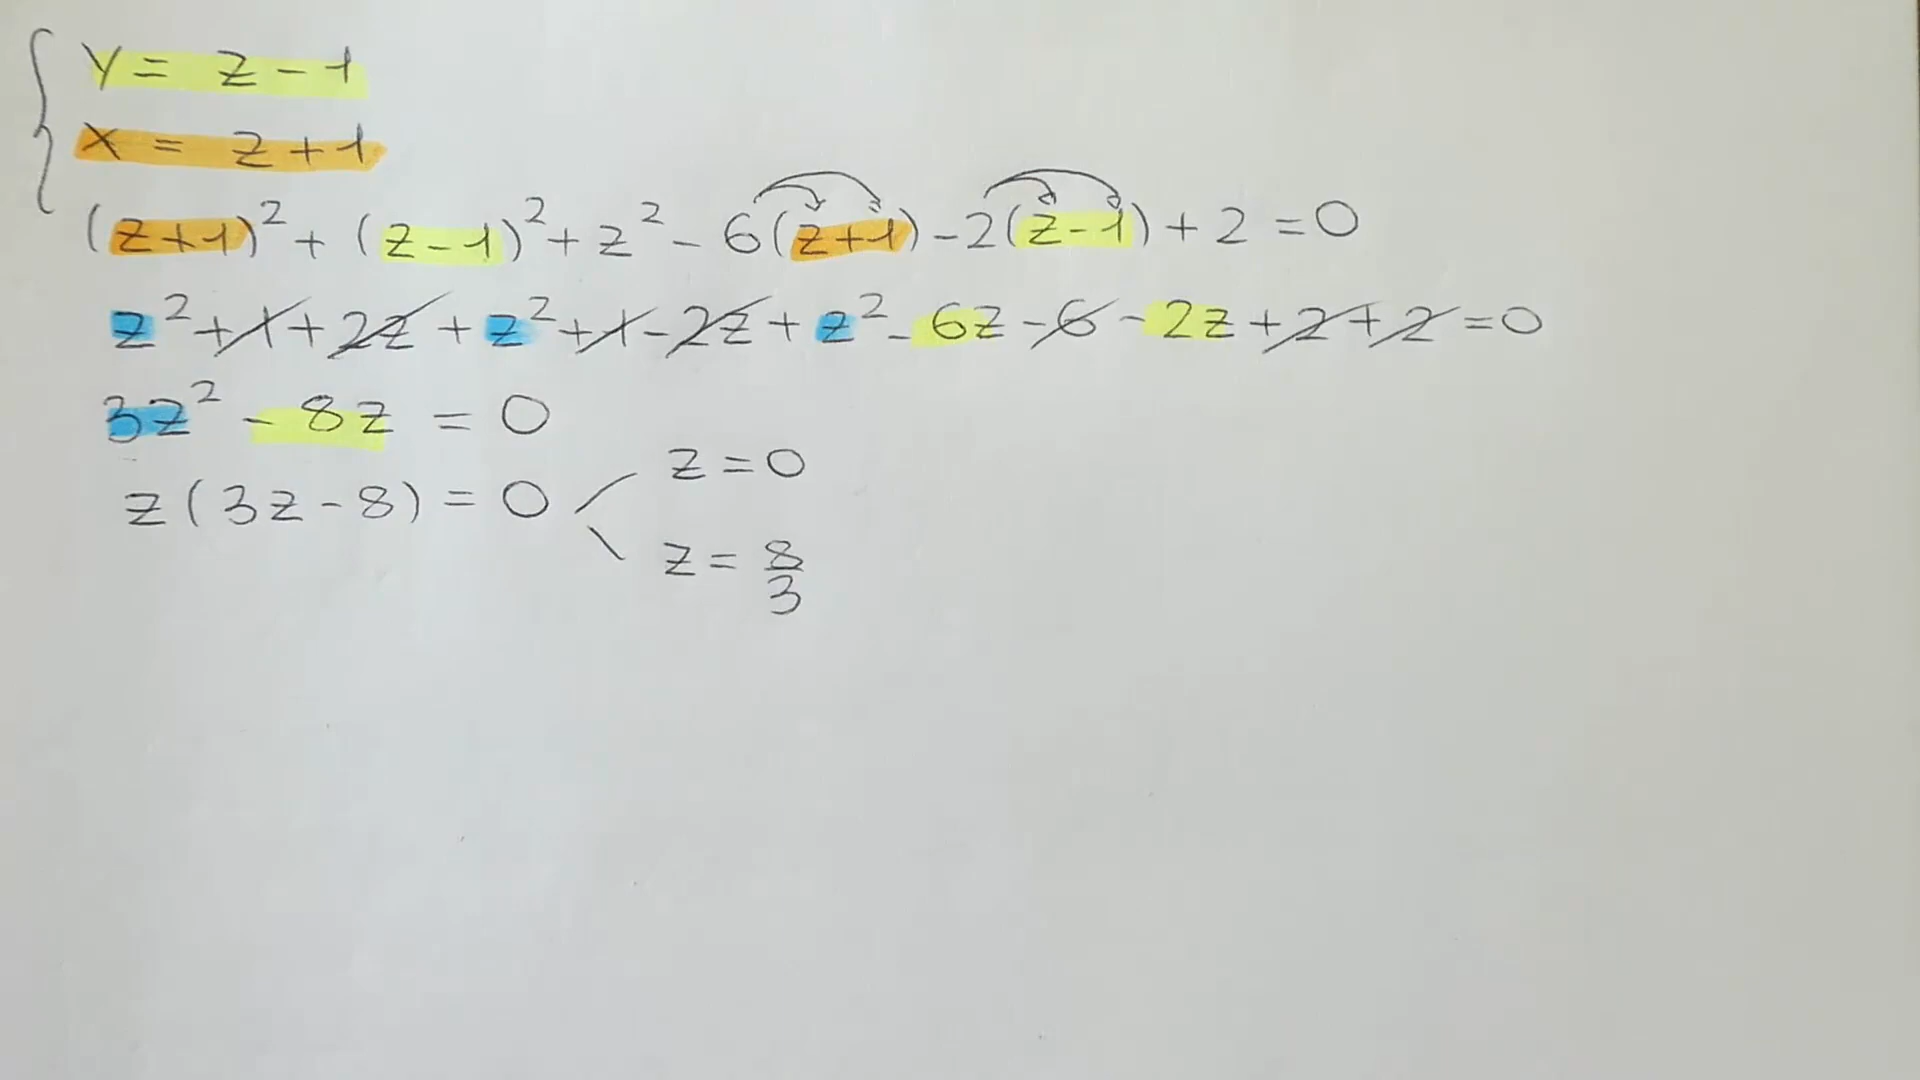 y = z - 1
x = z + 1
(z+1)² + (z-1)² + z² - 6(z+1) - 2(z-1) + 2 = 0
z² + 1 + 2z + z² + 1 - 2z + z² - 6z - 6 - 2z + 2 + 2 = 0
3z² - 8z = 0
z = 0
z(3z - 8) = 0
z = 8/3